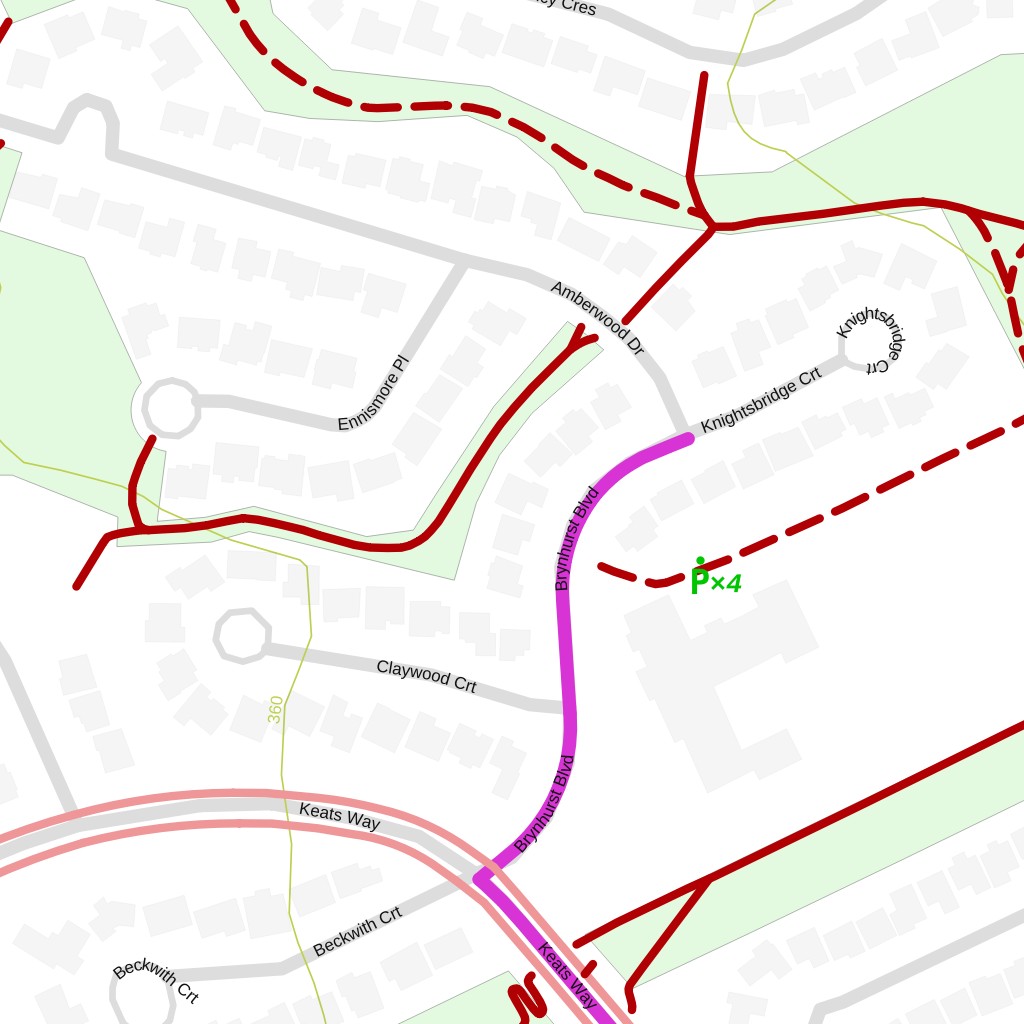 cy Cres
Amberwood Dr
Knightsbridge Crt
Knightsbridge Crt
Ennismore Pl
Brynhurst Blvd
P×4
Claywood Crt
360
Brynhurst Blvd
Keats Way
Beckwith Crt
Keats Way
Beckwith Crt